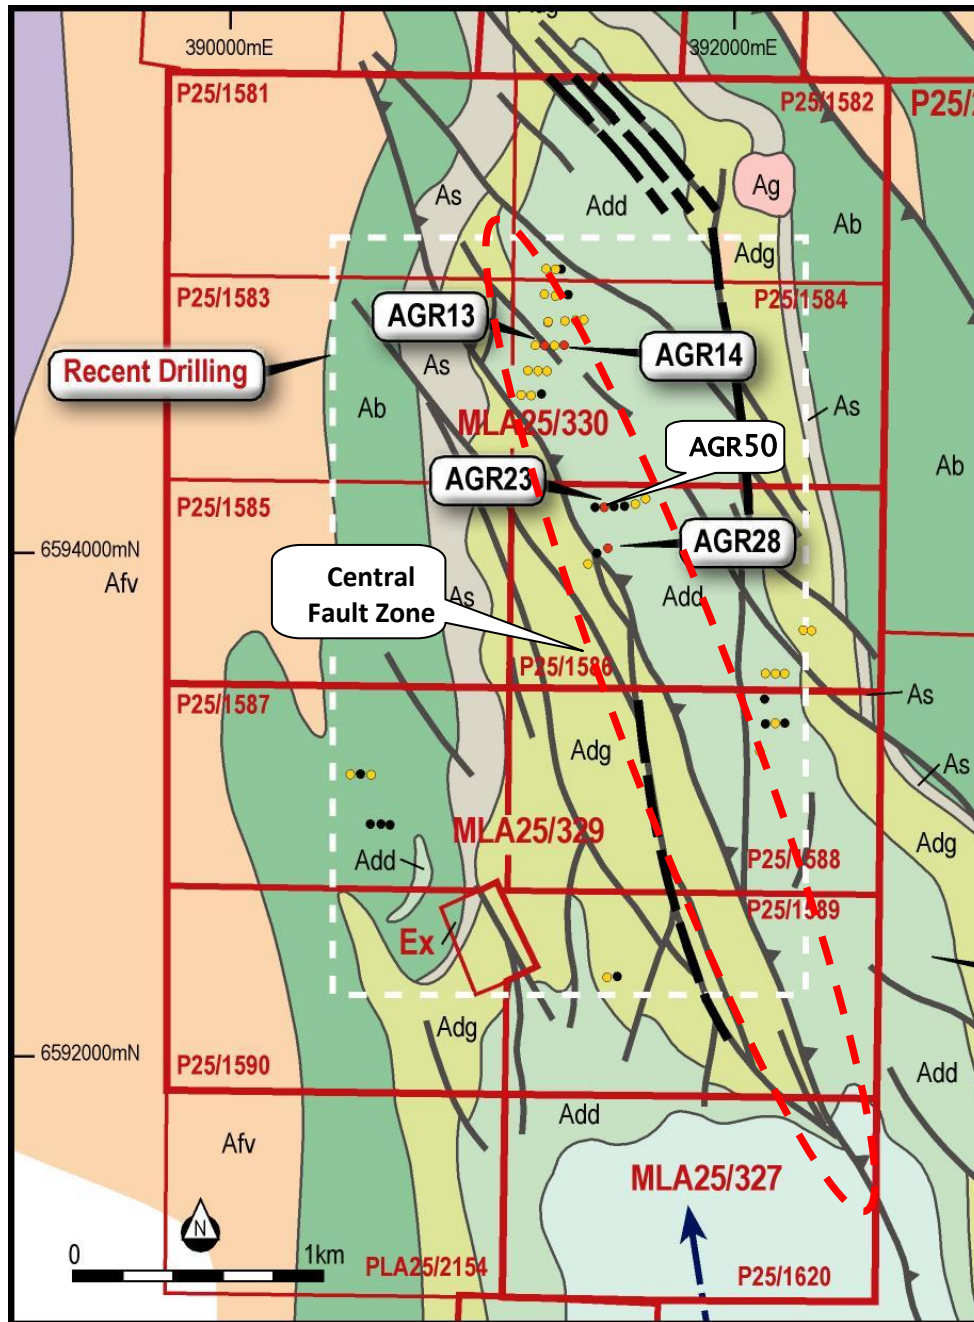 Adg
390000mE
392000mE
P25/1581
P25/1582
P25/
As
Add
Ag
Ab
Adg
P25/1583
P25/1584
AGR13
AGR14
Recent Drilling
As
Ab
As
MLA25/330
AGR50
AGR23
Ab
P25/1585
6594000mN
AGR28
Afv
Central
Fault Zone
As
Add
P25/1586
P25/1587
As
Adg
As
MLA25/329
Add
P25/1588
Adg
P25/1589
Ex
Adg
6592000mN
P25/1590
Add
Add
Afv
MLA25/327
N
0
1km
PLA25/2154
P25/1620